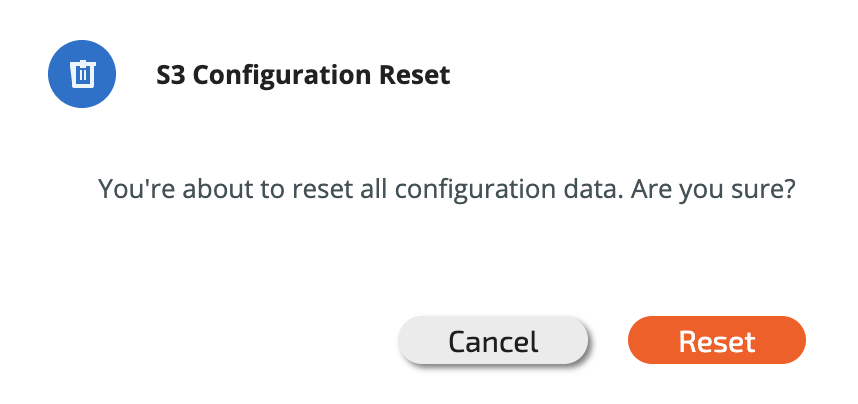 S3 Configuration Reset
You're about to reset all configuration data. Are you sure?
Cancel
Reset